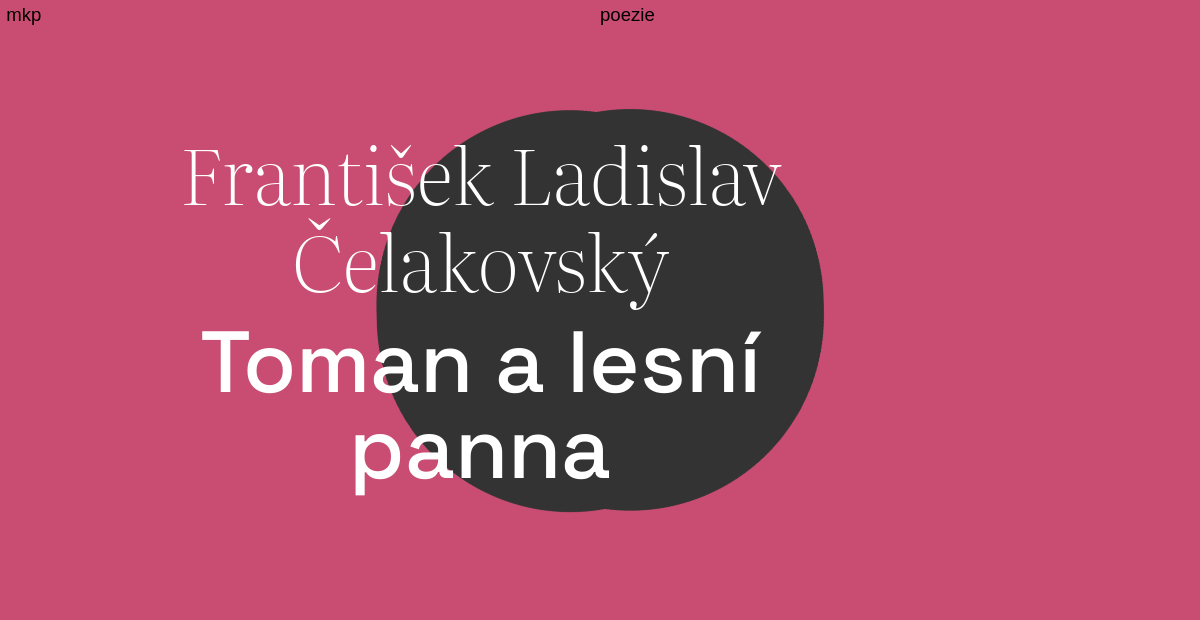 mkp
poezie
František Ladislav
Čelakovský
Toman a lesní
panna